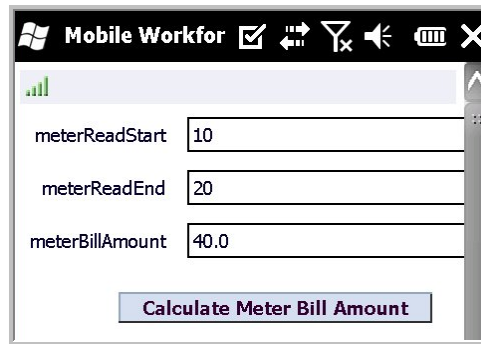 Mobile Workfor
meterReadStart 10
meterReadEnd 20
meterBillAmount 40.0
Calculate Meter Bill Amount